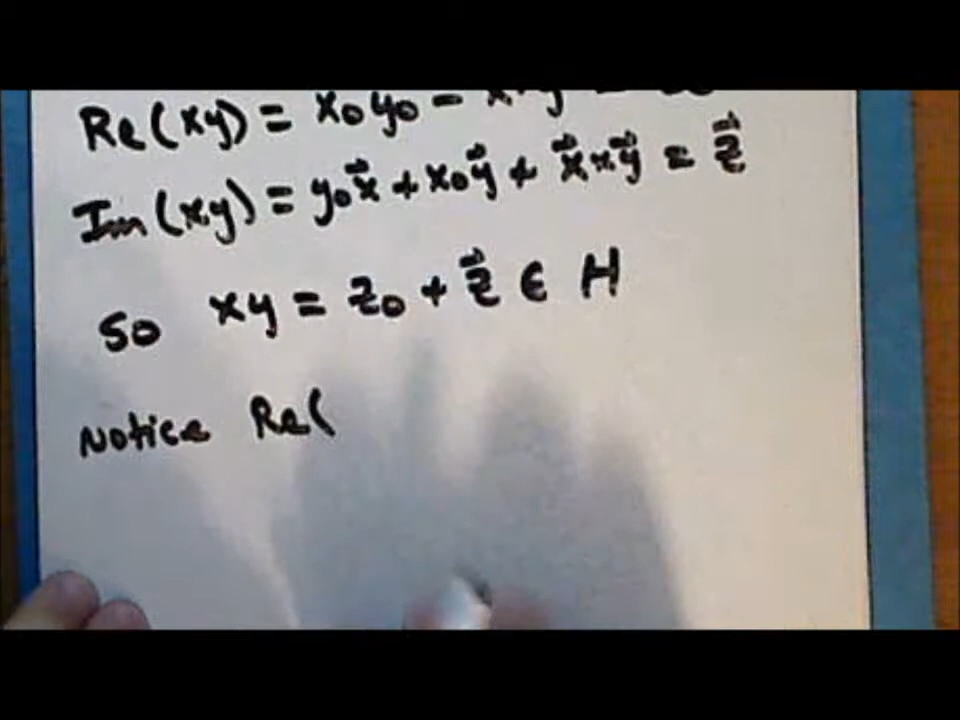 Re(xy) = x₀y₀ -
Im(xy) = y₀x⃗ + x₀y⃗ + x⃗ × y⃗ = z⃗
So xy = z₀ + z⃗ ∈ H
Notice Re(